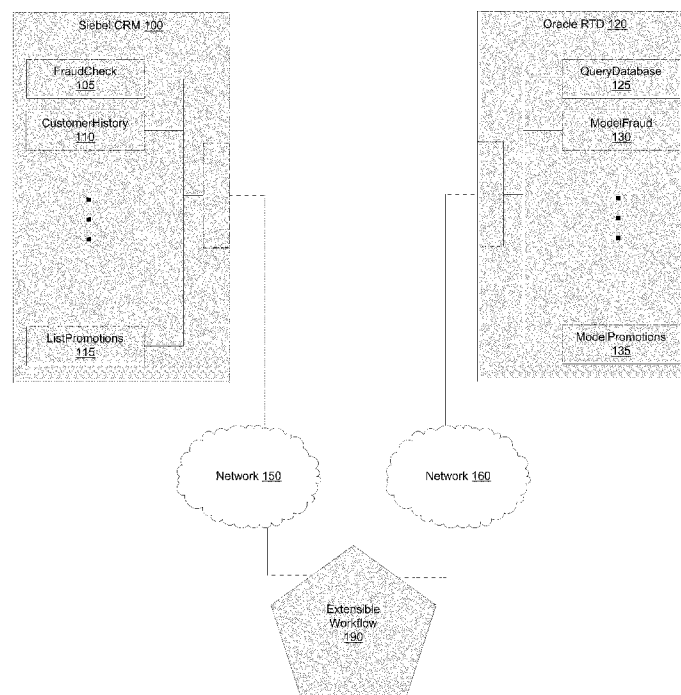 Siebel CRM 100
FraudCheck
105
CustomerHistory
110
ListPromotions
115
Oracle RTD 120
QueryDatabase
125
ModelFraud
130
ModelPromotions
135
Network 150
Network 160
Extensible
Workflow
190